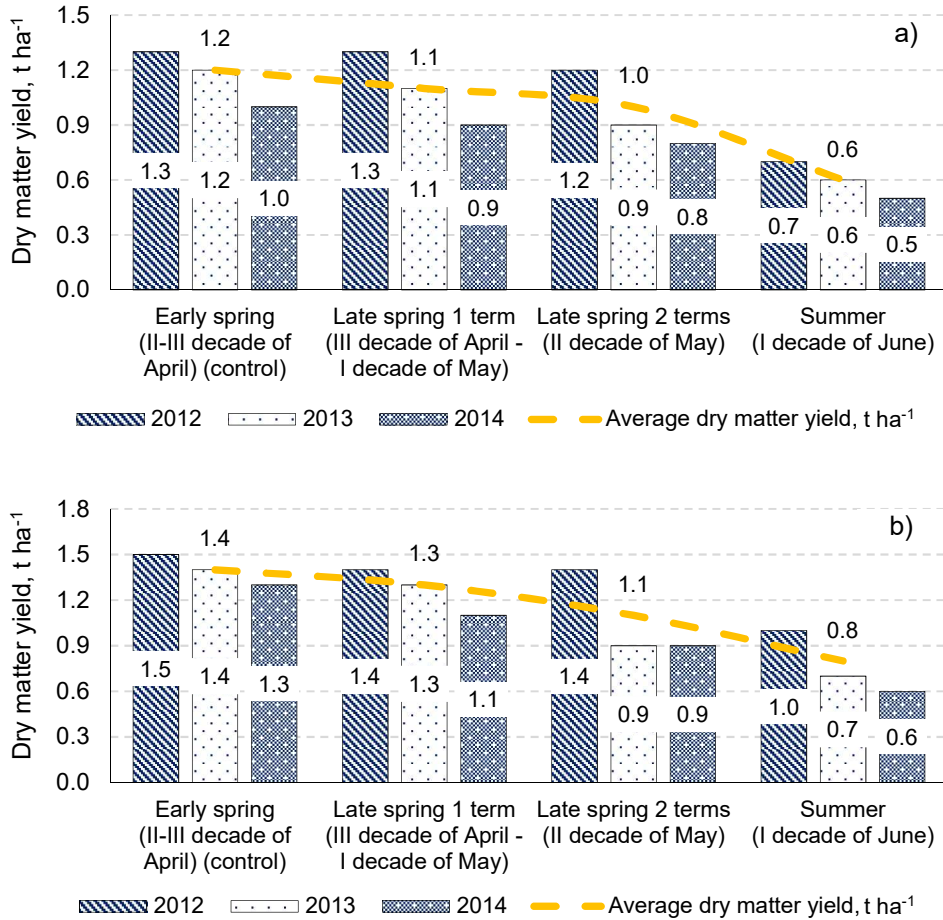 Dry matter yield, t ha-1
a)
1.5
1.2
0.9
0.6
0.3
0.0
1.2
1.1
1.0
0.6
1.3 1.2 1.0
1.3 1.1 0.9
1.2 0.9 0.8
0.7 0.6 0.5
Early spring
(II-III decade of
April) (control)
Late spring 1 term
(III decade of April -
I decade of May)
Late spring 2 terms
(II decade of May)
Summer
(I decade of June)
2012 2013 2014 Average dry matter yield, t ha-1
Dry matter yield, t ha-1
b)
1.8
1.5
1.2
0.9
0.6
0.3
0.0
1.4
1.3
1.1
0.8
1.5 1.4 1.3
1.4 1.3 1.1
1.4 0.9 0.9
1.0 0.7 0.6
Early spring
(II-III decade of
April) (control)
Late spring 1 term
(III decade of April -
I decade of May)
Late spring 2 terms
(II decade of May)
Summer
(I decade of June)
2012 2013 2014 Average dry matter yield, t ha-1